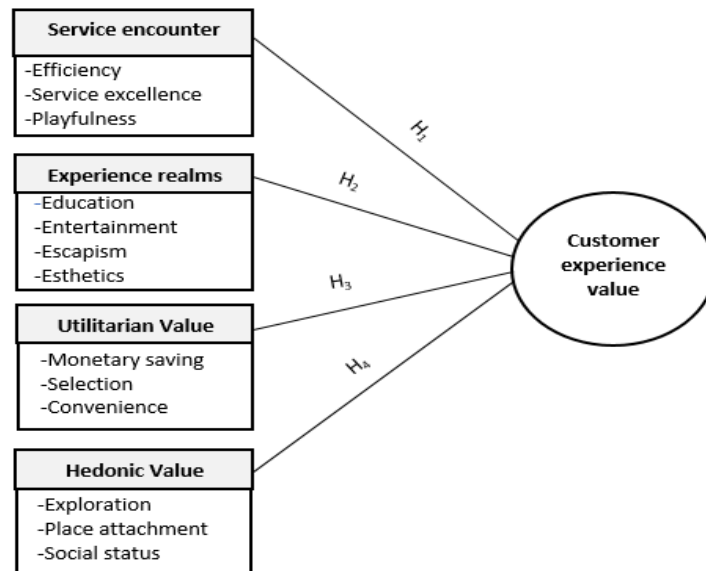 Service encounter
-Efficiency
-Service excellence
-Playfulness
Experience realms
-Education
-Entertainment
-Escapism
-Esthetics
Utilitarian Value
-Monetary saving
-Selection
-Convenience
Hedonic Value
-Exploration
-Place attachment
-Social status
H₁
H₂
H₃
H₄
Customer
experience
value